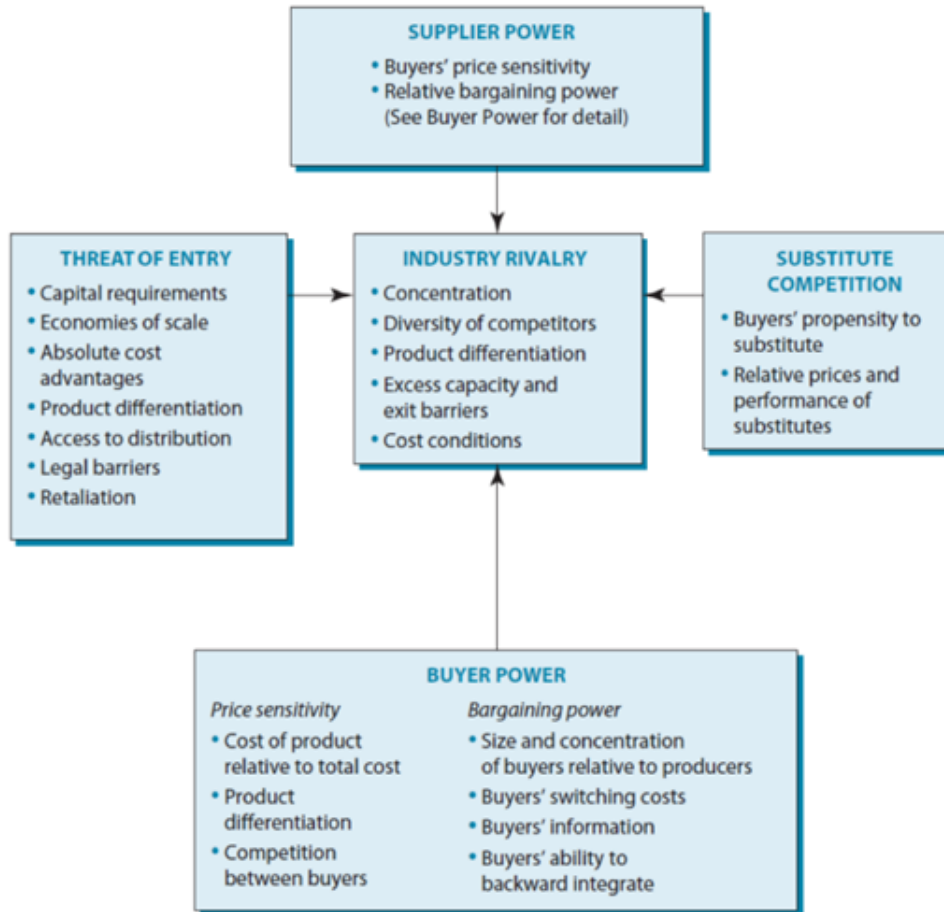 SUPPLIER POWER
• Buyers' price sensitivity
• Relative bargaining power
(See Buyer Power for detail)
THREAT OF ENTRY
• Capital requirements
• Economies of scale
• Absolute cost
advantages
• Product differentiation
• Access to distribution
• Legal barriers
• Retaliation
INDUSTRY RIVALRY
• Concentration
• Diversity of competitors
• Product differentiation
• Excess capacity and
exit barriers
• Cost conditions
SUBSTITUTE
COMPETITION
• Buyers' propensity to
substitute
• Relative prices and
performance of
substitutes
BUYER POWER
Price sensitivity
• Cost of product
relative to total cost
• Product
differentiation
• Competition
between buyers
Bargaining power
• Size and concentration
of buyers relative to producers
• Buyers' switching costs
• Buyers' information
• Buyers' ability to
backward integrate